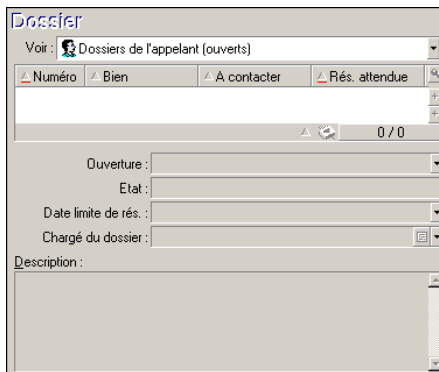 Dossier
Voir : Dossiers de l'appelant (ouverts)
Numéro Bien A contacter Rés. attendue
0 / 0
Ouverture :
Etat :
Date limite de rés. :
Chargé du dossier :
Description :